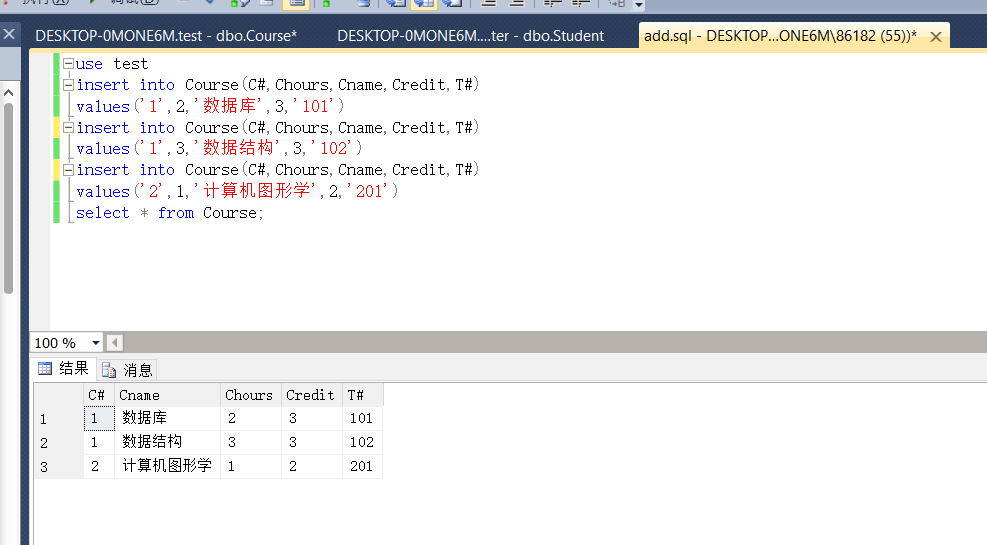 DESKTOP-0MONE6M.test - dbo.Course* DESKTOP-0MONE6M....ter - dbo.Student add.sql - DESKTOP...ONE6M\86182 (55))*
use test
insert into Course(C#,Chours,Cname,Credit,T#)
values('1',2,'数据库',3,'101')
insert into Course(C#,Chours,Cname,Credit,T#)
values('1',3,'数据结构',3,'102')
insert into Course(C#,Chours,Cname,Credit,T#)
values('2',1,'计算机图形学',2,'201')
select * from Course;
100 %
结果 消息
C# Cname Chours Credit T#
1 1 数据库 2 3 101
2 1 数据结构 3 3 102
3 2 计算机图形学 1 2 201